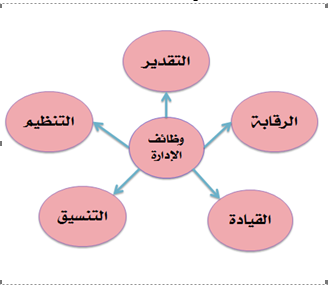 التقدير
الرقابة
التنظيم
وظائف
الإدارة
القيادة
التنسيق